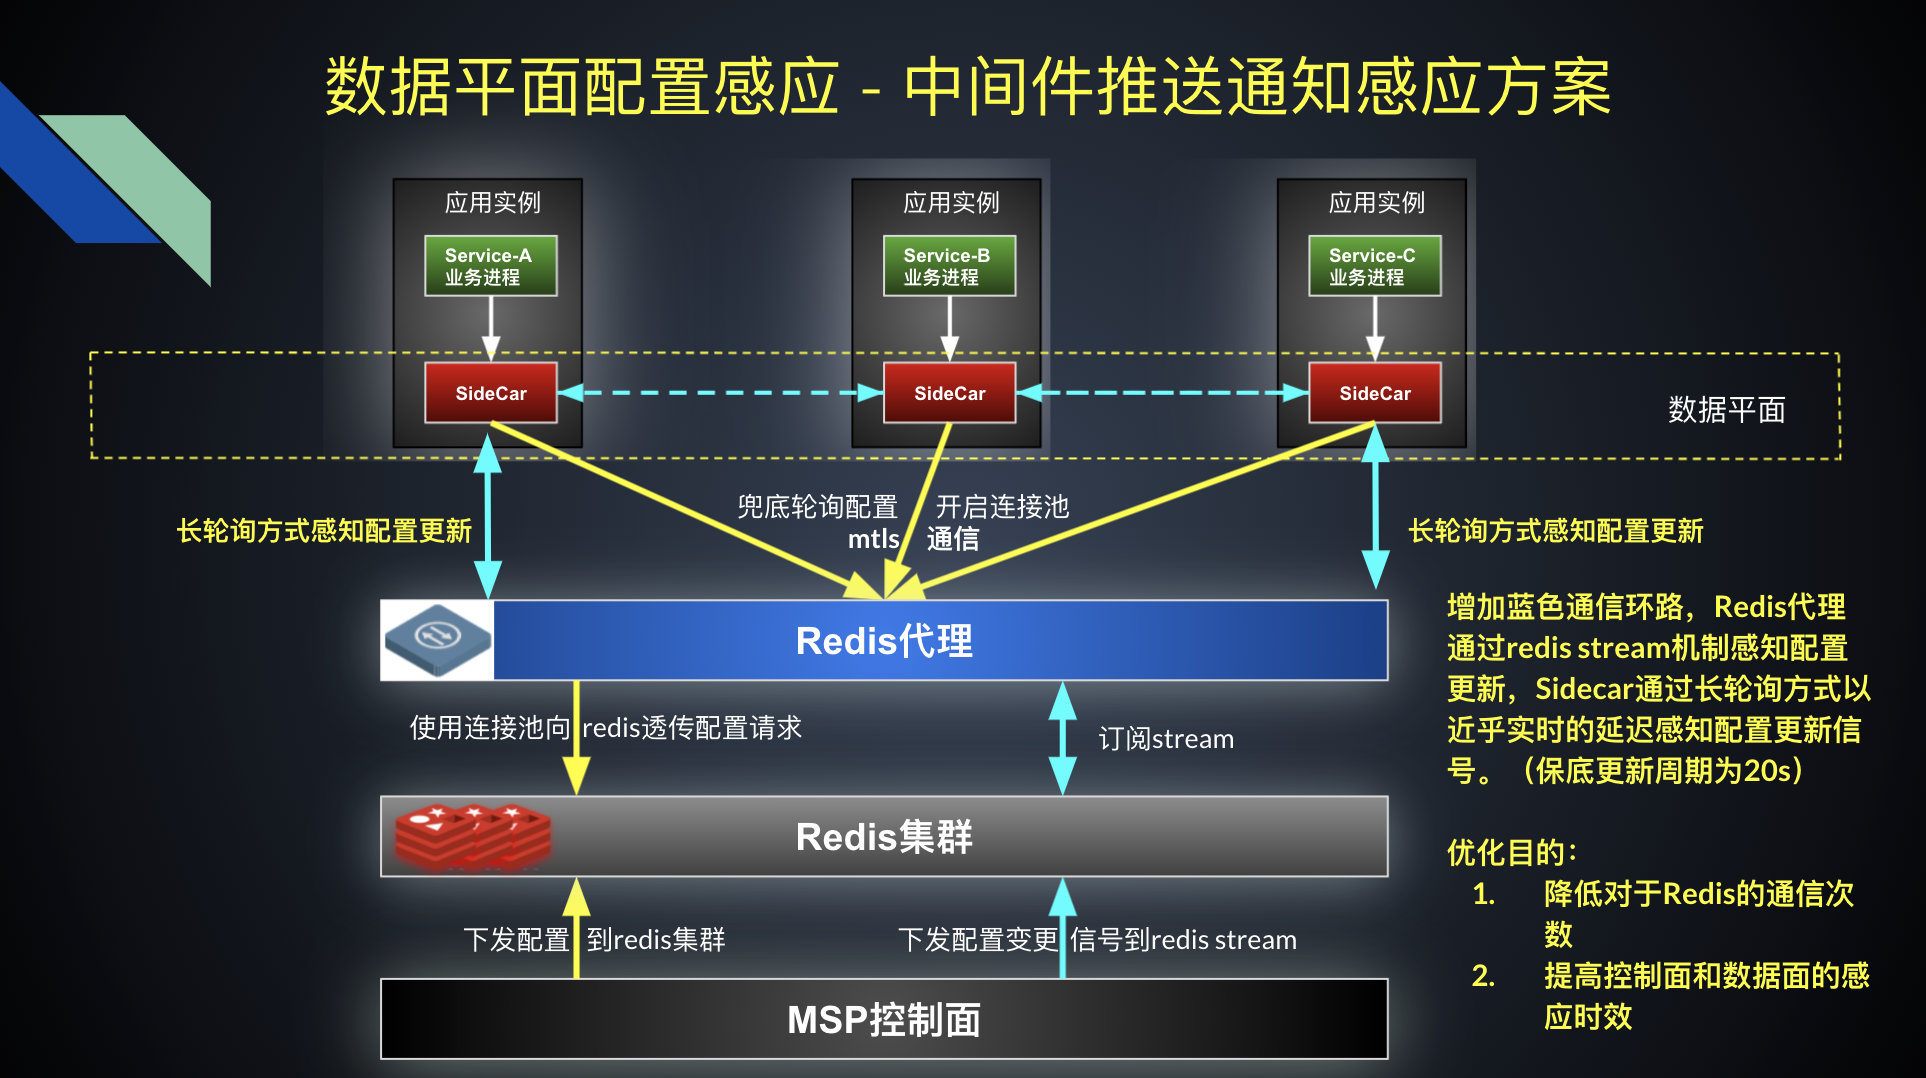 数据平面配置感应 - 中间件推送通知感应方案
应用实例
Service-A
业务进程
SideCar
应用实例
Service-B
业务进程
SideCar
应用实例
Service-C
业务进程
SideCar
数据平面
长轮询方式感知配置更新
兜底轮询配置 开启连接池
mtls 通信
长轮询方式感知配置更新
Redis代理
使用连接池向 redis透传配置请求
订阅stream
Redis集群
下发配置 到redis集群
下发配置变更 信号到redis stream
MSP控制面
增加蓝色通信环路，Redis代理
通过redis stream机制感知配置
更新，Sidecar通过长轮询方式以
近乎实时的延迟感知配置更新信
号。（保底更新周期为20s）
优化目的：
1. 降低对于Redis的通信次
数
2. 提高控制面和数据面的感
应时效